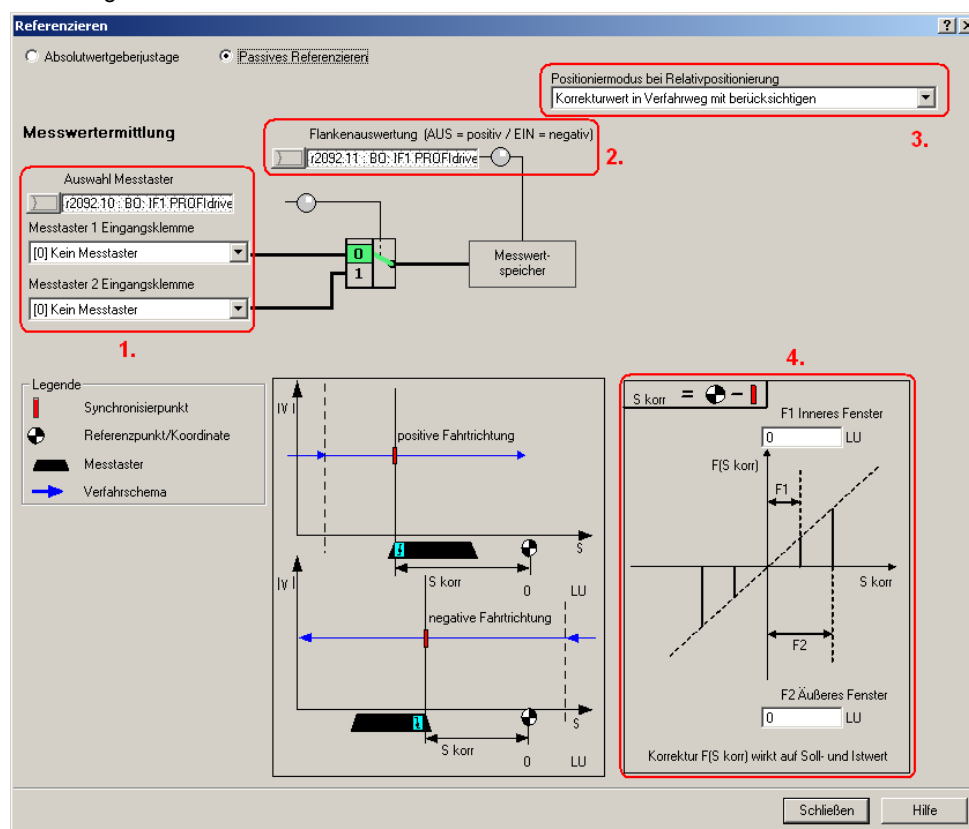 Referenzieren
Absolutwertgeberjustage
Passives Referenzieren
Positioniermodus bei Relativpositionierung
Korrekturwert in Verfahrweg mit berücksichtigen
3.
Messwertermittlung
Flankenauswertung (AUS = positiv / EIN = negativ)
r2092.11 : BO: IF1 PROFIdrive
2.
Auswahl Messtaster
r2092.10 : BO: IF1 PROFIdrive
Messtaster 1 Eingangsklemme
[0] Kein Messtaster
0
1
Messwert-
speicher
Messtaster 2 Eingangsklemme
[0] Kein Messtaster
1.
4.
Legende
Synchronisierpunkt
Referenzpunkt/Koordinate
Messtaster
Verfahrschema
IV I
positive Fahrtrichtung
S
S korr
0
LU
IV I
negative Fahrtrichtung
S
S korr
0
LU
S korr = -
F1 Inneres Fenster
0 LU
F(S korr)
F1
S korr
F2
F2 Äußeres Fenster
0 LU
Korrektur F(S korr) wirkt auf Soll- und Istwert
Schließen
Hilfe